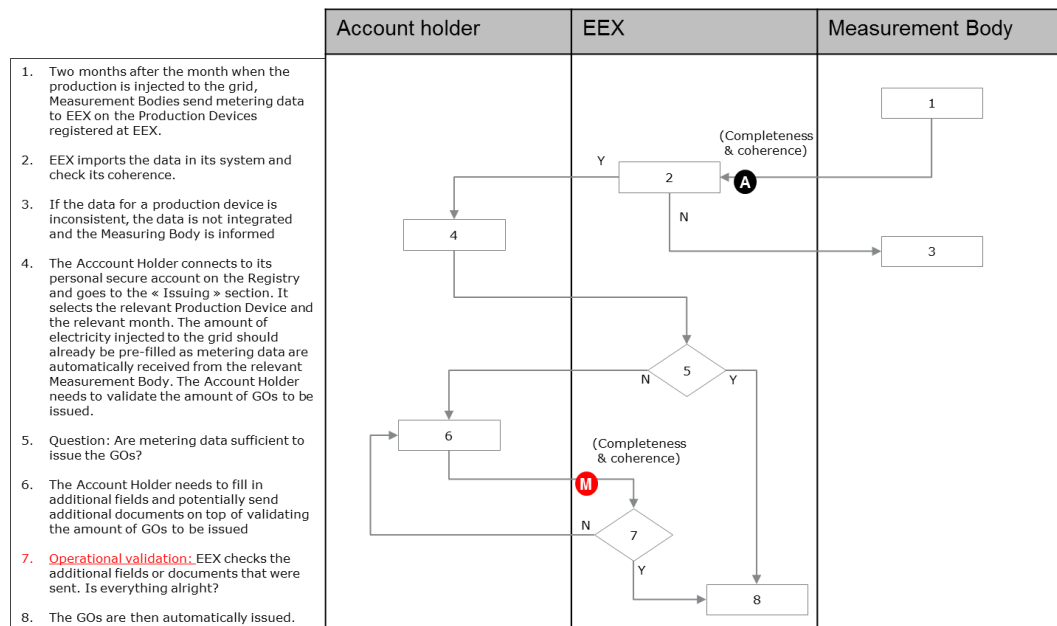 Account holder
EEX
Measurement Body
1. Two months after the month when the
production is injected to the grid,
Measurement Bodies send metering data
to EEX on the Production Devices
registered at EEX.
2. EEX imports the data in its system and
check its coherence.
3. If the data for a production device is
inconsistent, the data is not integrated
and the Measuring Body is informed
4. The Acccount Holder connects to its
personal secure account on the Registry
and goes to the « Issuing » section. It
selects the relevant Production Device and
the relevant month. The amount of
electricity injected to the grid should
already be pre-filled as metering data are
automatically received from the relevant
Measurement Body. The Account Holder
needs to validate the amount of GOs to be
issued.
5. Question: Are metering data sufficient to
issue the GOs?
6. The Account Holder needs to fill in
additional fields and potentially send
additional documents on top of validating
the amount of GOs to be issued
7. Operational validation: EEX checks the
additional fields or documents that were
sent. Is everything alright?
8. The GOs are then automatically issued.
1
(Completeness
& coherence)
Y
2
A
N
4
3
5
N
Y
6
(Completeness
& coherence)
M
N
7
Y
8